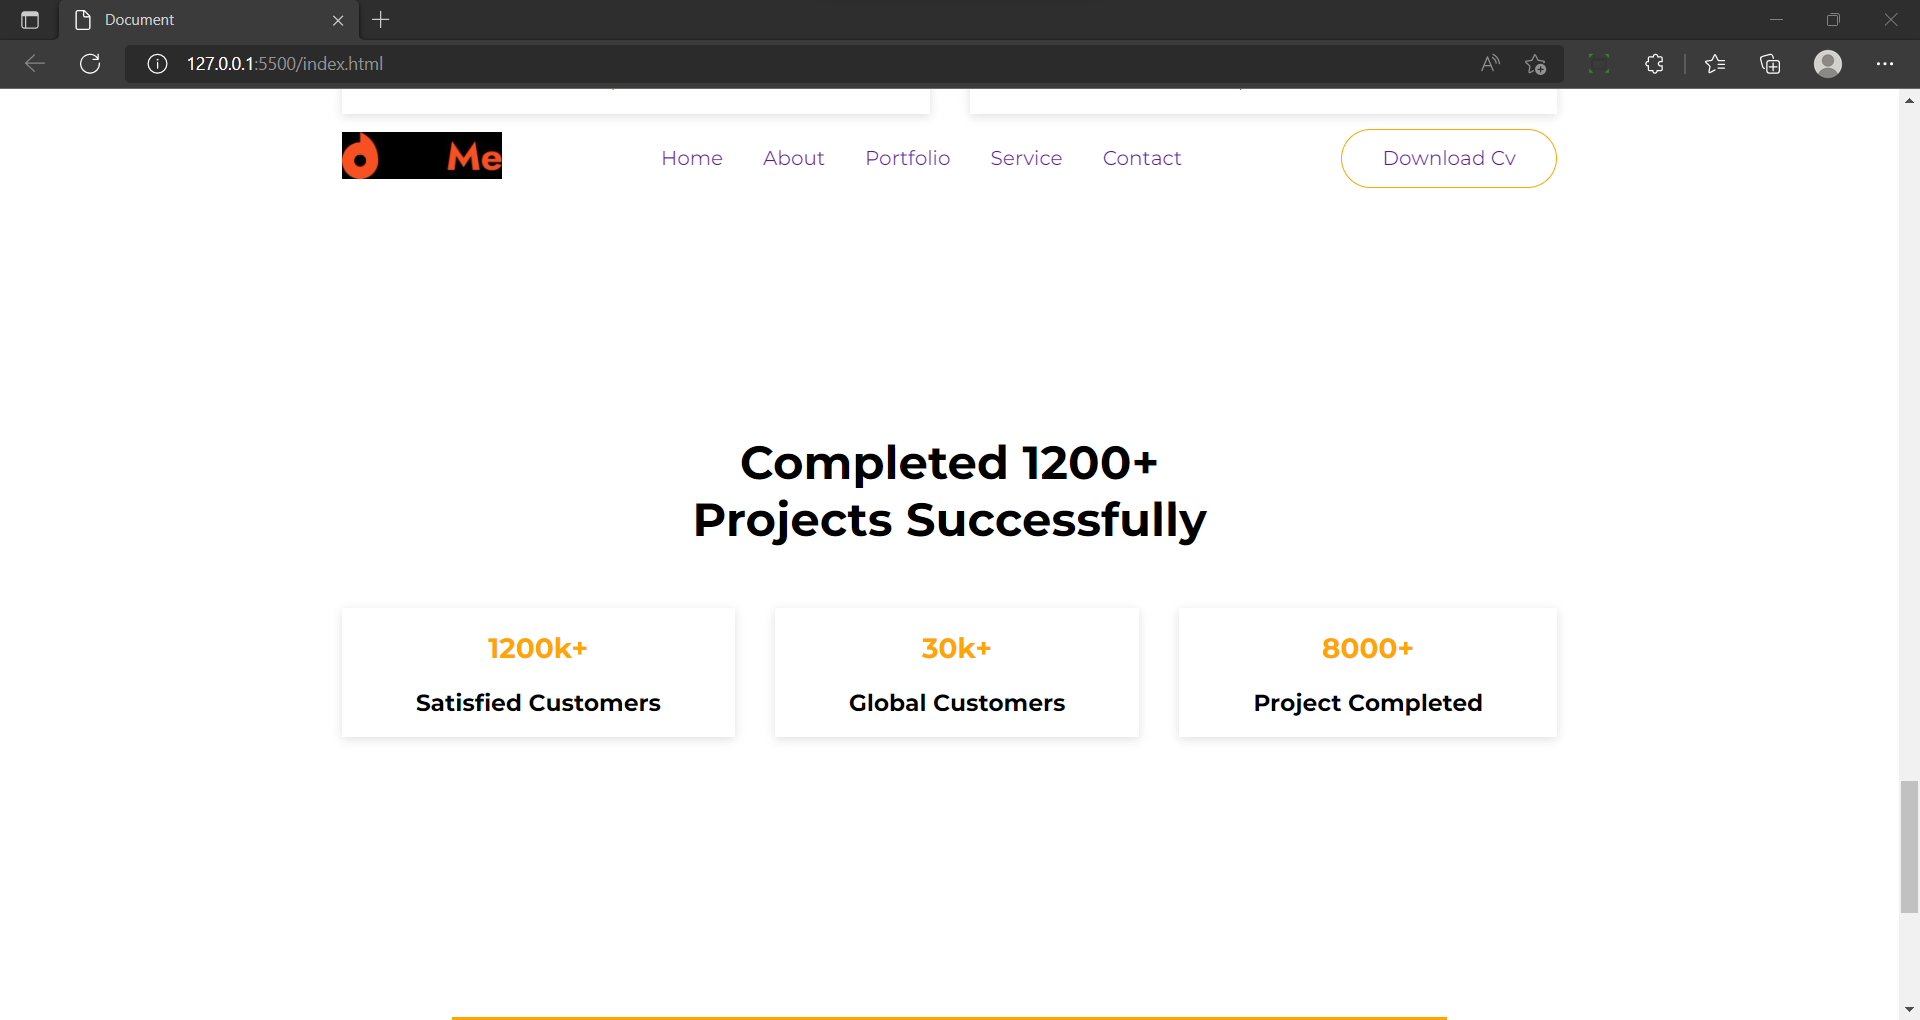 Document
127.0.0.1:5500/index.html
Me
Home About Portfolio Service Contact Download Cv
Completed 1200+
Projects Successfully
1200k+ 30k+ 8000+
Satisfied Customers Global Customers Project Completed